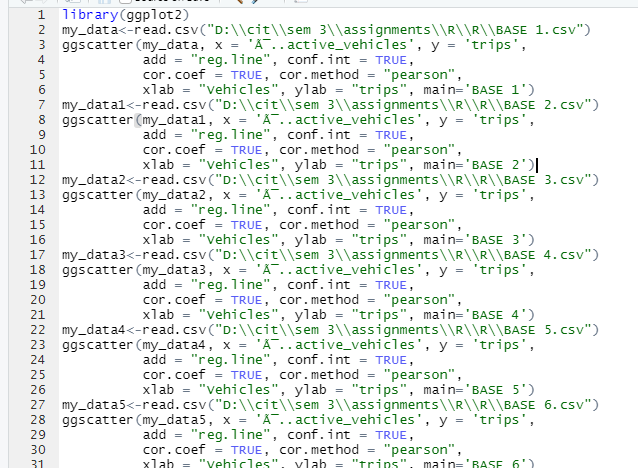 1 library(ggplot2)
2 my_data<-read.csv("D:\\cit\\sem 3\\assignments\\R\\R\\BASE 1.csv")
3 ggscatter(my_data, x = 'Ã¯..active_vehicles', y = 'trips',
4 add = "reg.line", conf.int = TRUE,
5 cor.coef = TRUE, cor.method = "pearson",
6 xlab = "Vehicles", ylab = "trips", main='BASE 1')
7 my_data1<-read.csv("D:\\cit\\sem 3\\assignments\\R\\R\\BASE 2.csv")
8 ggscatter(my_data1, x = 'Ã¯..active_vehicles', y = 'trips',
9 add = "reg.line", conf.int = TRUE,
10 cor.coef = TRUE, cor.method = "pearson",
11 xlab = "Vehicles", ylab = "trips", main='BASE 2')
12 my_data2<-read.csv("D:\\cit\\sem 3\\assignments\\R\\R\\BASE 3.csv")
13 ggscatter(my_data2, x = 'Ã¯..active_vehicles', y = 'trips',
14 add = "reg.line", conf.int = TRUE,
15 cor.coef = TRUE, cor.method = "pearson",
16 xlab = "Vehicles", ylab = "trips", main='BASE 3')
17 my_data3<-read.csv("D:\\cit\\sem 3\\assignments\\R\\R\\BASE 4.csv")
18 ggscatter(my_data3, x = 'Ã¯..active_vehicles', y = 'trips',
19 add = "reg.line", conf.int = TRUE,
20 cor.coef = TRUE, cor.method = "pearson",
21 xlab = "Vehicles", ylab = "trips", main='BASE 4')
22 my_data4<-read.csv("D:\\cit\\sem 3\\assignments\\R\\R\\BASE 5.csv")
23 ggscatter(my_data4, x = 'Ã¯..active_vehicles', y = 'trips',
24 add = "reg.line", conf.int = TRUE,
25 cor.coef = TRUE, cor.method = "pearson",
26 xlab = "Vehicles", ylab = "trips", main='BASE 5')
27 my_data5<-read.csv("D:\\cit\\sem 3\\assignments\\R\\R\\BASE 6.csv")
28 ggscatter(my_data5, x = 'Ã¯..active_vehicles', y = 'trips',
29 add = "reg.line", conf.int = TRUE,
30 cor.coef = TRUE, cor.method = "pearson",
31 xlab = "Vehicles", ylab = "trips", main='BASE 6')